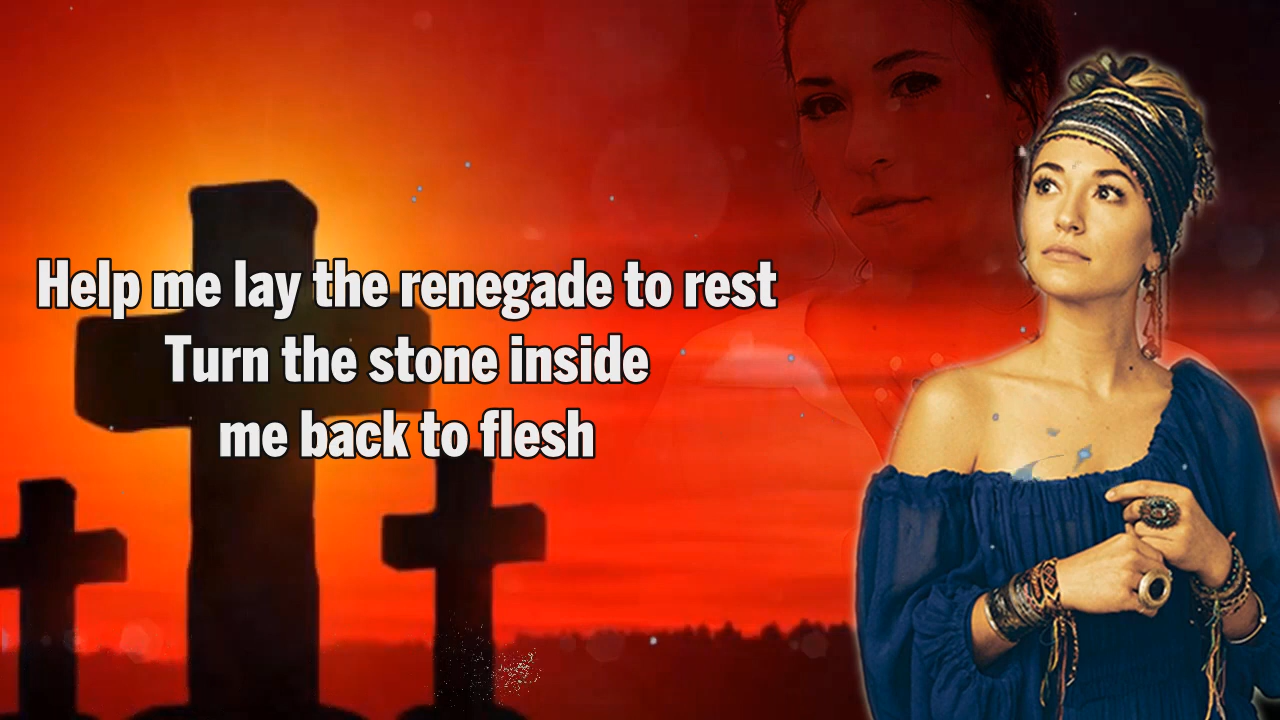 Help me lay the renegade to rest
Turn the stone inside
me back to flesh